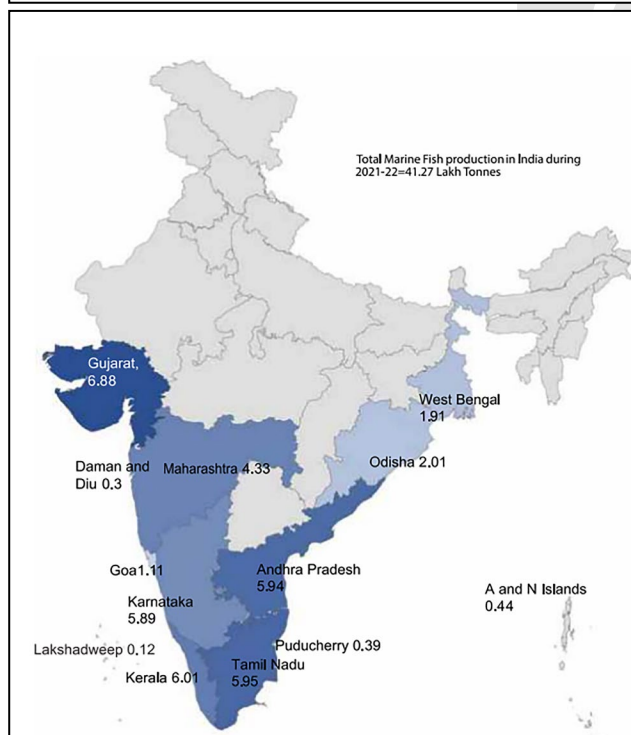 Total Marine Fish production in India during
2021-22=41.27 Lakh Tonnes
Gujarat,
6.88
West Bengal
1.91
Daman and
Diu 0.3
Maharashtra 4.33
Odisha 2.01
Goa1.11
Andhra Pradesh
5.94
A and N Islands
0.44
Karnataka
5.89
Puducherry 0.39
Lakshadweep 0.12
Tamil Nadu
5.95
Kerala 6.01